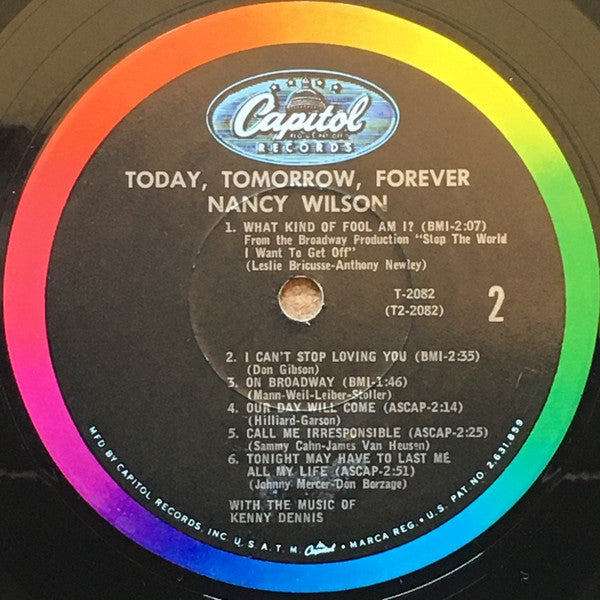 Capitol
RECORDS
TODAY, TOMORROW, FOREVER
NANCY WILSON
1. WHAT KIND OF FOOL AM I? (BMI-2:07)
From the Broadway Production "Stop The World
I Want To Get Off"
(Leslie Bricusse-Anthony Newley)
T-2082
(T2-2082)
2
2. I CAN'T STOP LOVING YOU (BMI-2:35)
(Don Gibson)
3. ON BROADWAY (BMI-1:46)
(Mann-Weil-Leiber-Stoller)
4. OUR DAY WILL COME (ASCAP-2:14)
(Hilliard-Garson)
5. CALL ME IRRESPONSIBLE (ASCAP-2:25)
(Sammy Cahn-James Van Heusen)
6. TONIGHT MAY HAVE TO LAST ME
ALL MY LIFE (ASCAP-2:51)
(Johnny Mercer-Don Borzage)
WITH THE MUSIC OF
KENNY DENNIS
MFD BY CAPITOL RECORDS, INC. U.S.A. T.M. Capitol • MARCA REG. • U.S. PAT. NO. 2,631,859